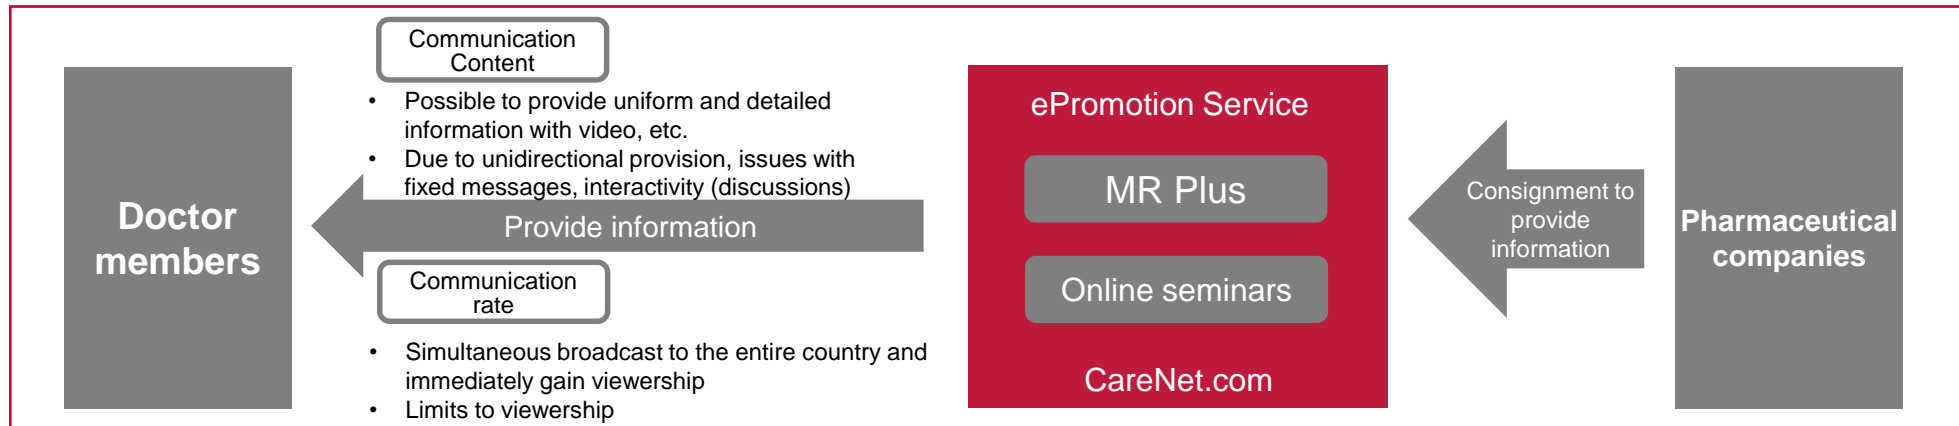 Doctor
members
Communication
Content
• Possible to provide uniform and detailed
information with video, etc.
• Due to unidirectional provision, issues with
fixed messages, interactivity (discussions)
Provide information
Communication
rate
• Simultaneous broadcast to the entire country and
immediately gain viewership
• Limits to viewership
ePromotion Service
MR Plus
Online seminars
CareNet.com
Consignment to
provide
information
Pharmaceutical
companies